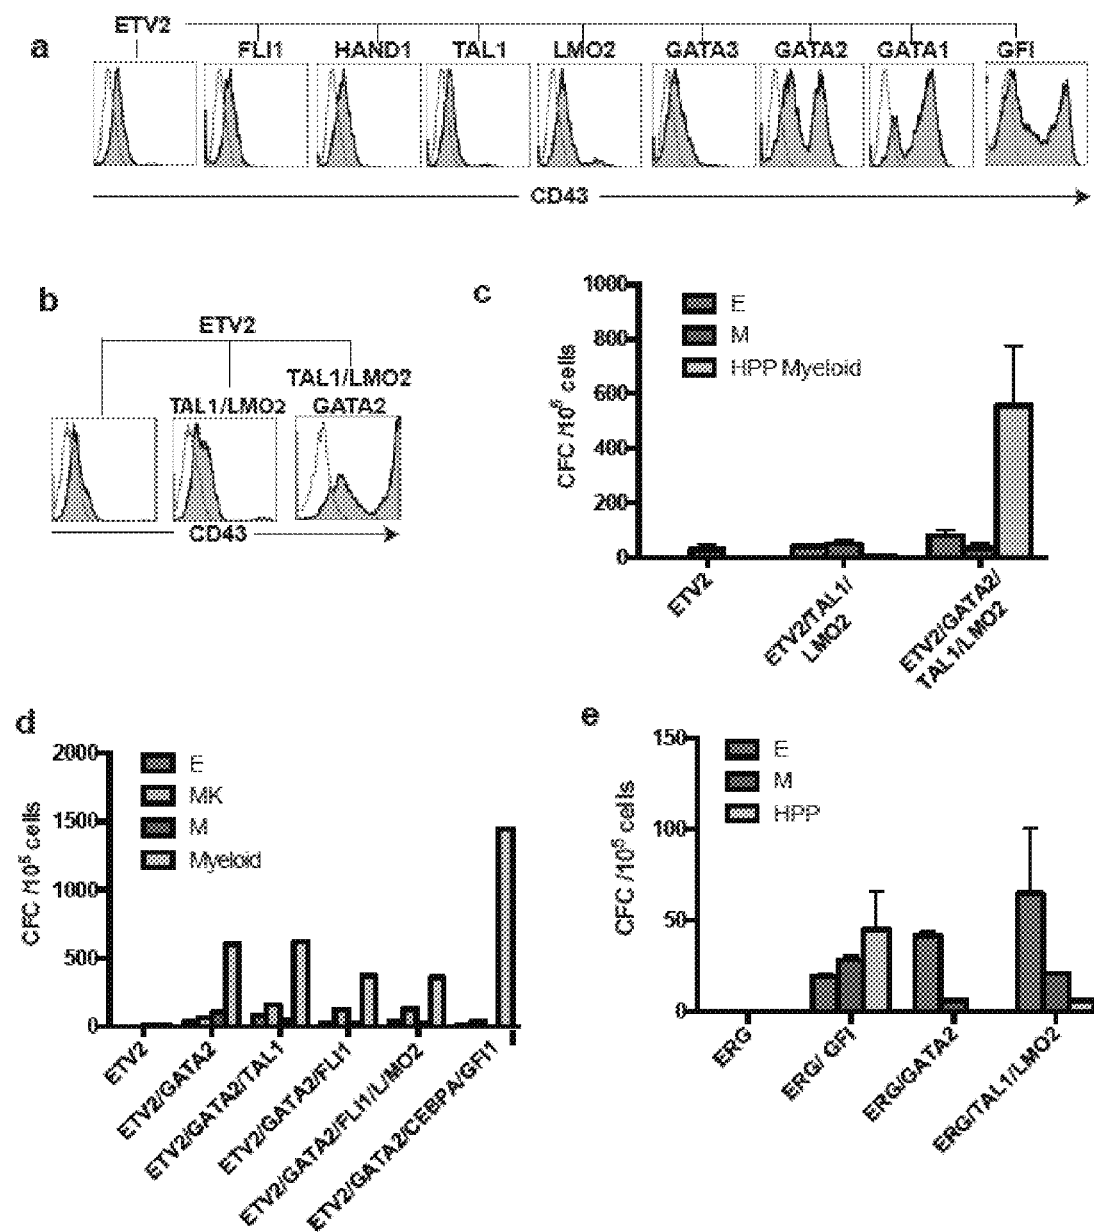 ETV2
a
FLI1 HAND1 TAL1 LMO2 GATA3 GATA2 GATA1 GFI
CD43
b
ETV2
TAL1/LMO2
TAL1/LMO2 GATA2
CD43
c
CFC /10⁵ cells
1000
800
600
400
200
0
E
M
HPP Myeloid
ETV2
ETV2/TAL1/
LMO2
ETV2/GATA2/
TAL1/LMO2
d
CFC /10⁵ cells
2000
1500
1000
500
0
E
MK
M
Myeloid
ETV2
ETV2/GATA2
ETV2/GATA2/TAL1
ETV2/GATA2/FLI1
ETV2/GATA2/FLI1/L/MO2
ETV2/GATA2/CEBPA/GFI1
e
CFC /10⁵ cells
150
100
50
0
E
M
HPP
ERG
ERG/ GFI
ERG/GATA2
ERG/TAL1/LMO2